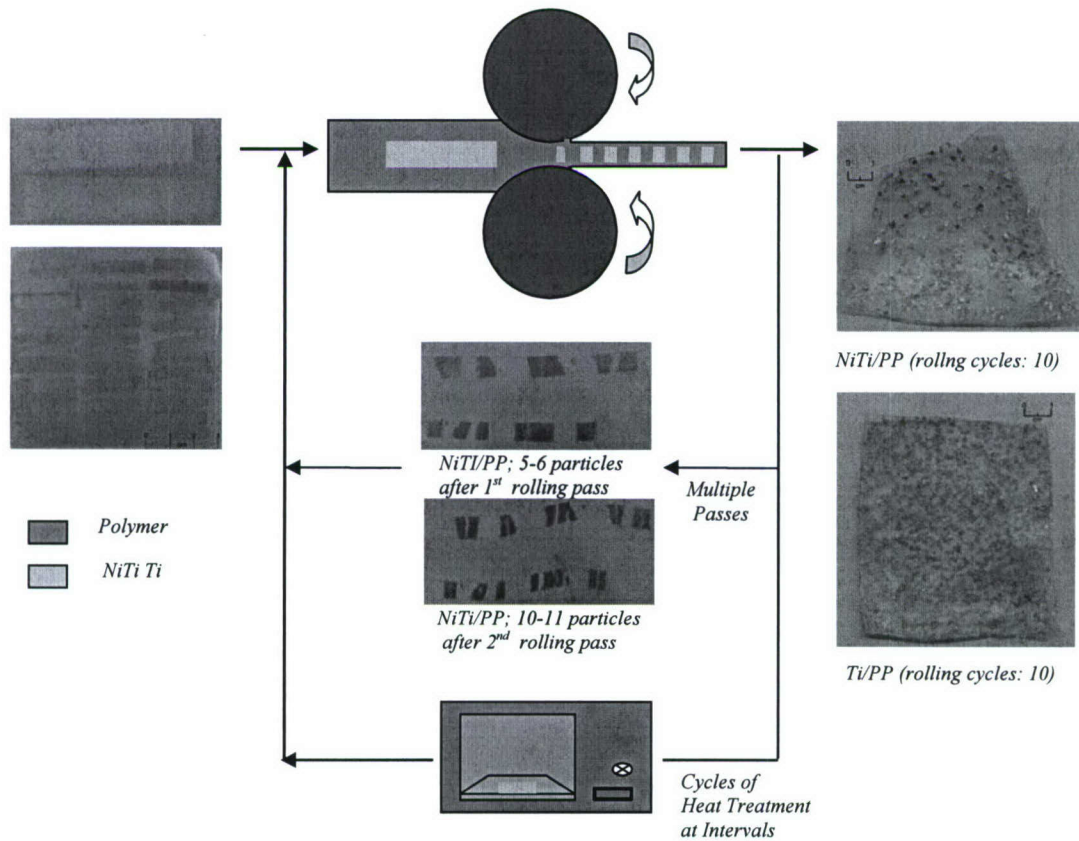 NiTi/PP (rollng cycles: 10)
NiTI/PP; 5-6 particles
after 1st rolling pass
Multiple
Passes
Polymer
NiTi Ti
NiTi/PP; 10-11 particles
after 2nd rolling pass
Ti/PP (rolling cycles: 10)
Cycles of
Heat Treatment
at Intervals